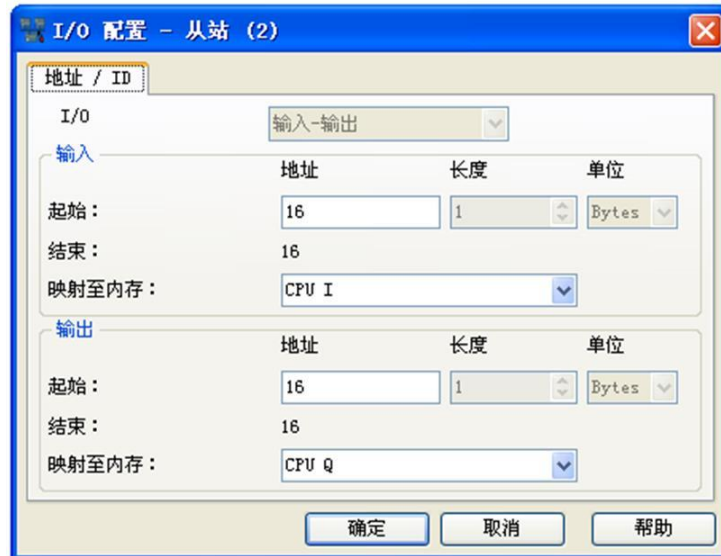 I/O 配置 - 从站 (2)
地址 / ID
I/O 输入-输出
输入
地址 长度 单位
起始： 16 1 Bytes
结束： 16
映射至内存： CPU I
输出
地址 长度 单位
起始： 16 1 Bytes
结束： 16
映射至内存： CPU Q
确定 取消 帮助